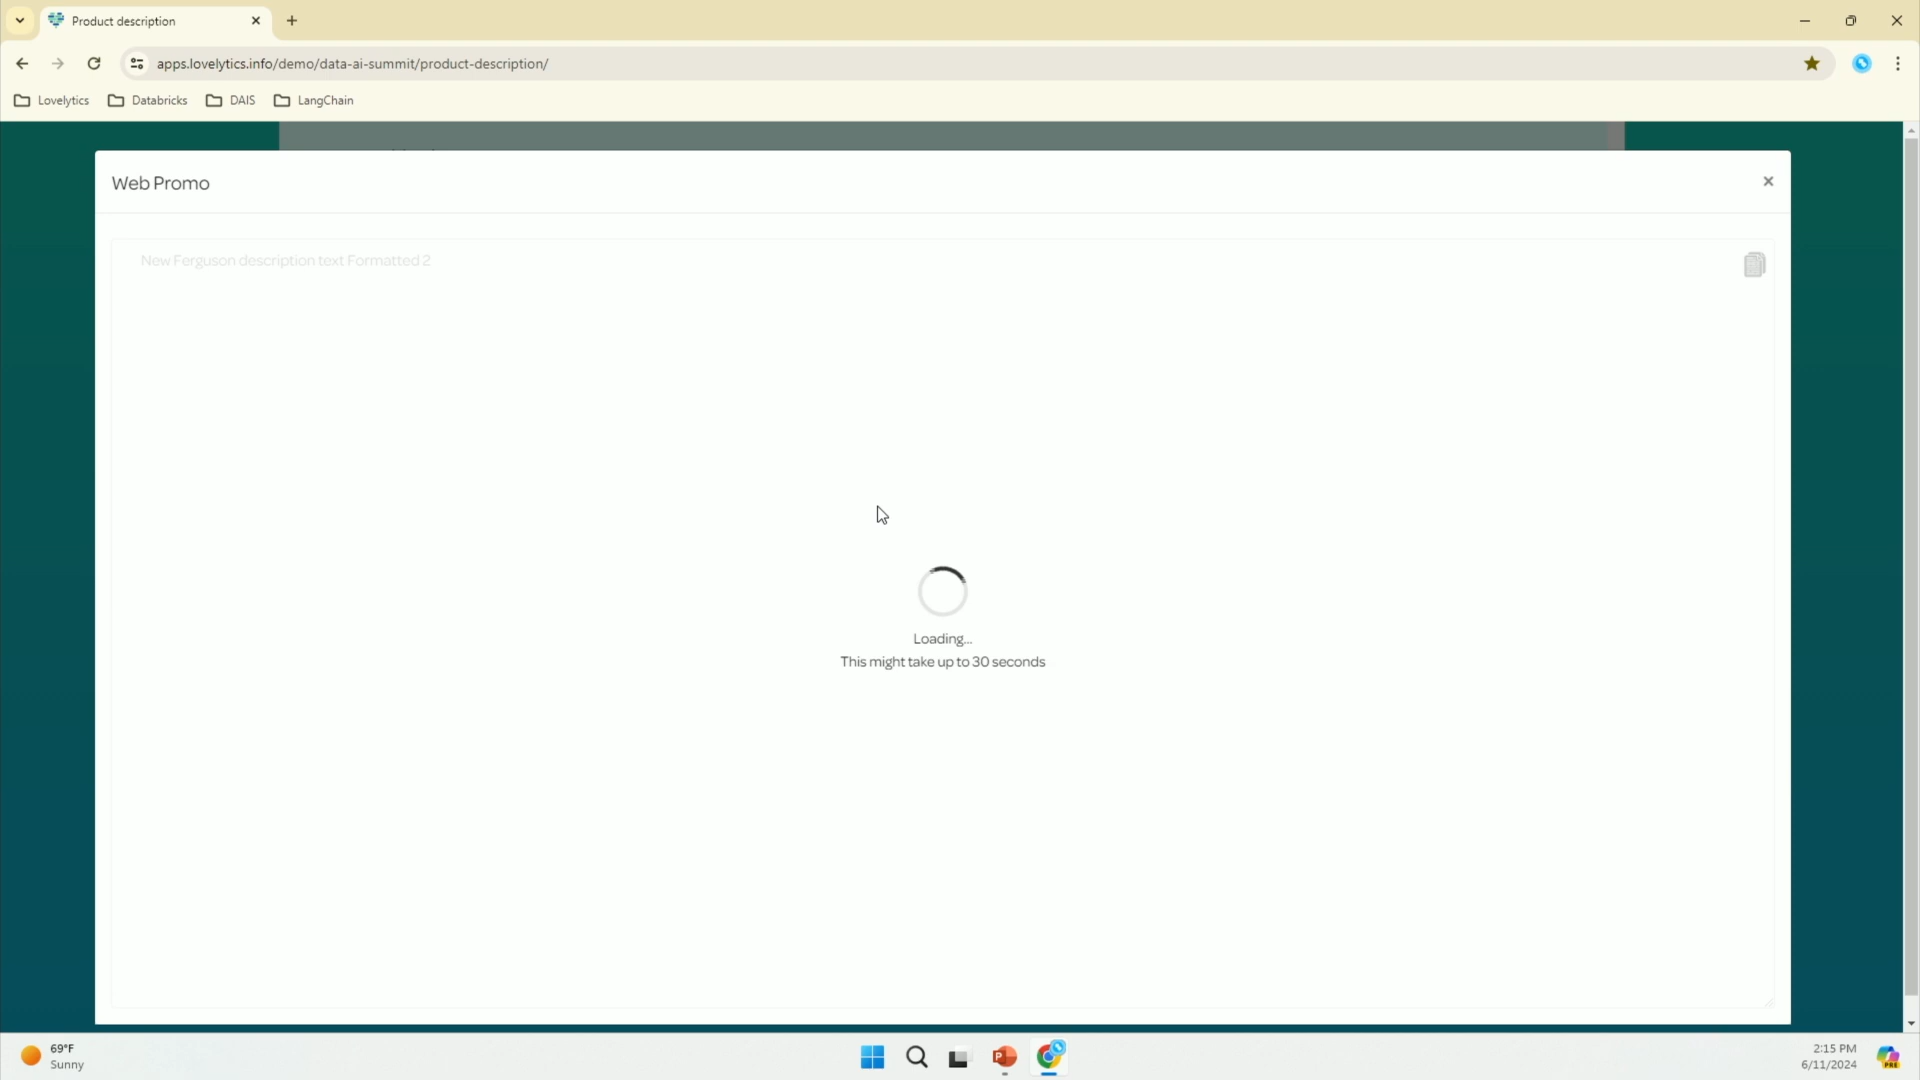 Product description
apps.lovelytics.info/demo/data-ai-summit/product-description/
Lovelytics
Databricks
DAIS
LangChain
Web Promo
New Ferguson description text Formatted 2
Loading...
This might take up to 30 seconds
69°F
Sunny
2:15 PM
6/11/2024
PRE